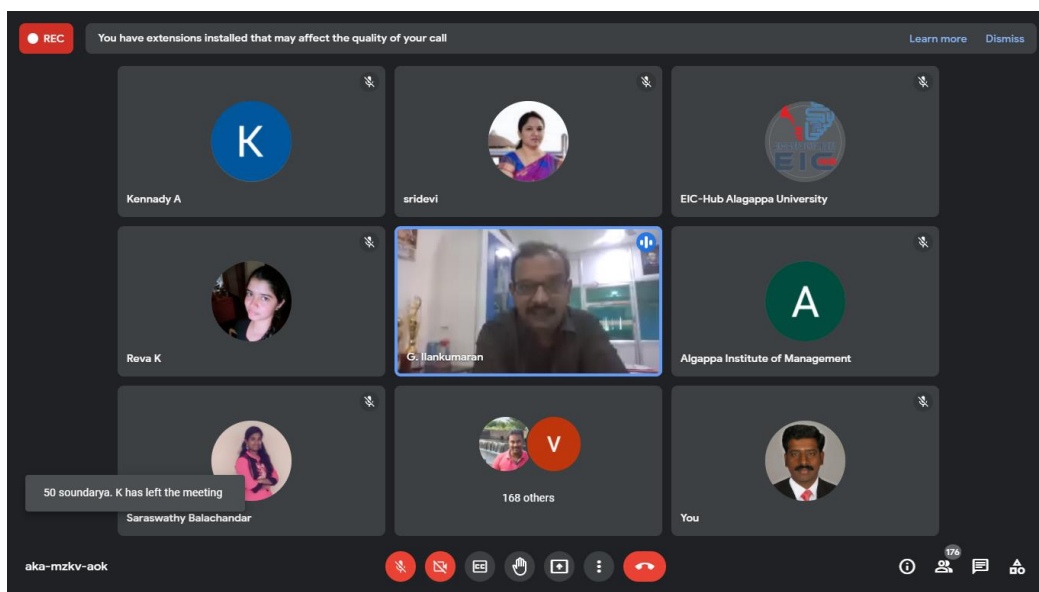 REC
You have extensions installed that may affect the quality of your call
Learn more
Dismiss
K
Kennady A
sridevi
EIC
EIC-Hub Alagappa University
Reva K
G. Ilankumaran
A
Algappa Institute of Management
50 soundarya. K has left the meeting
Saraswathy Balachandar
V
168 others
You
aka-mzkv-aok
CC
176